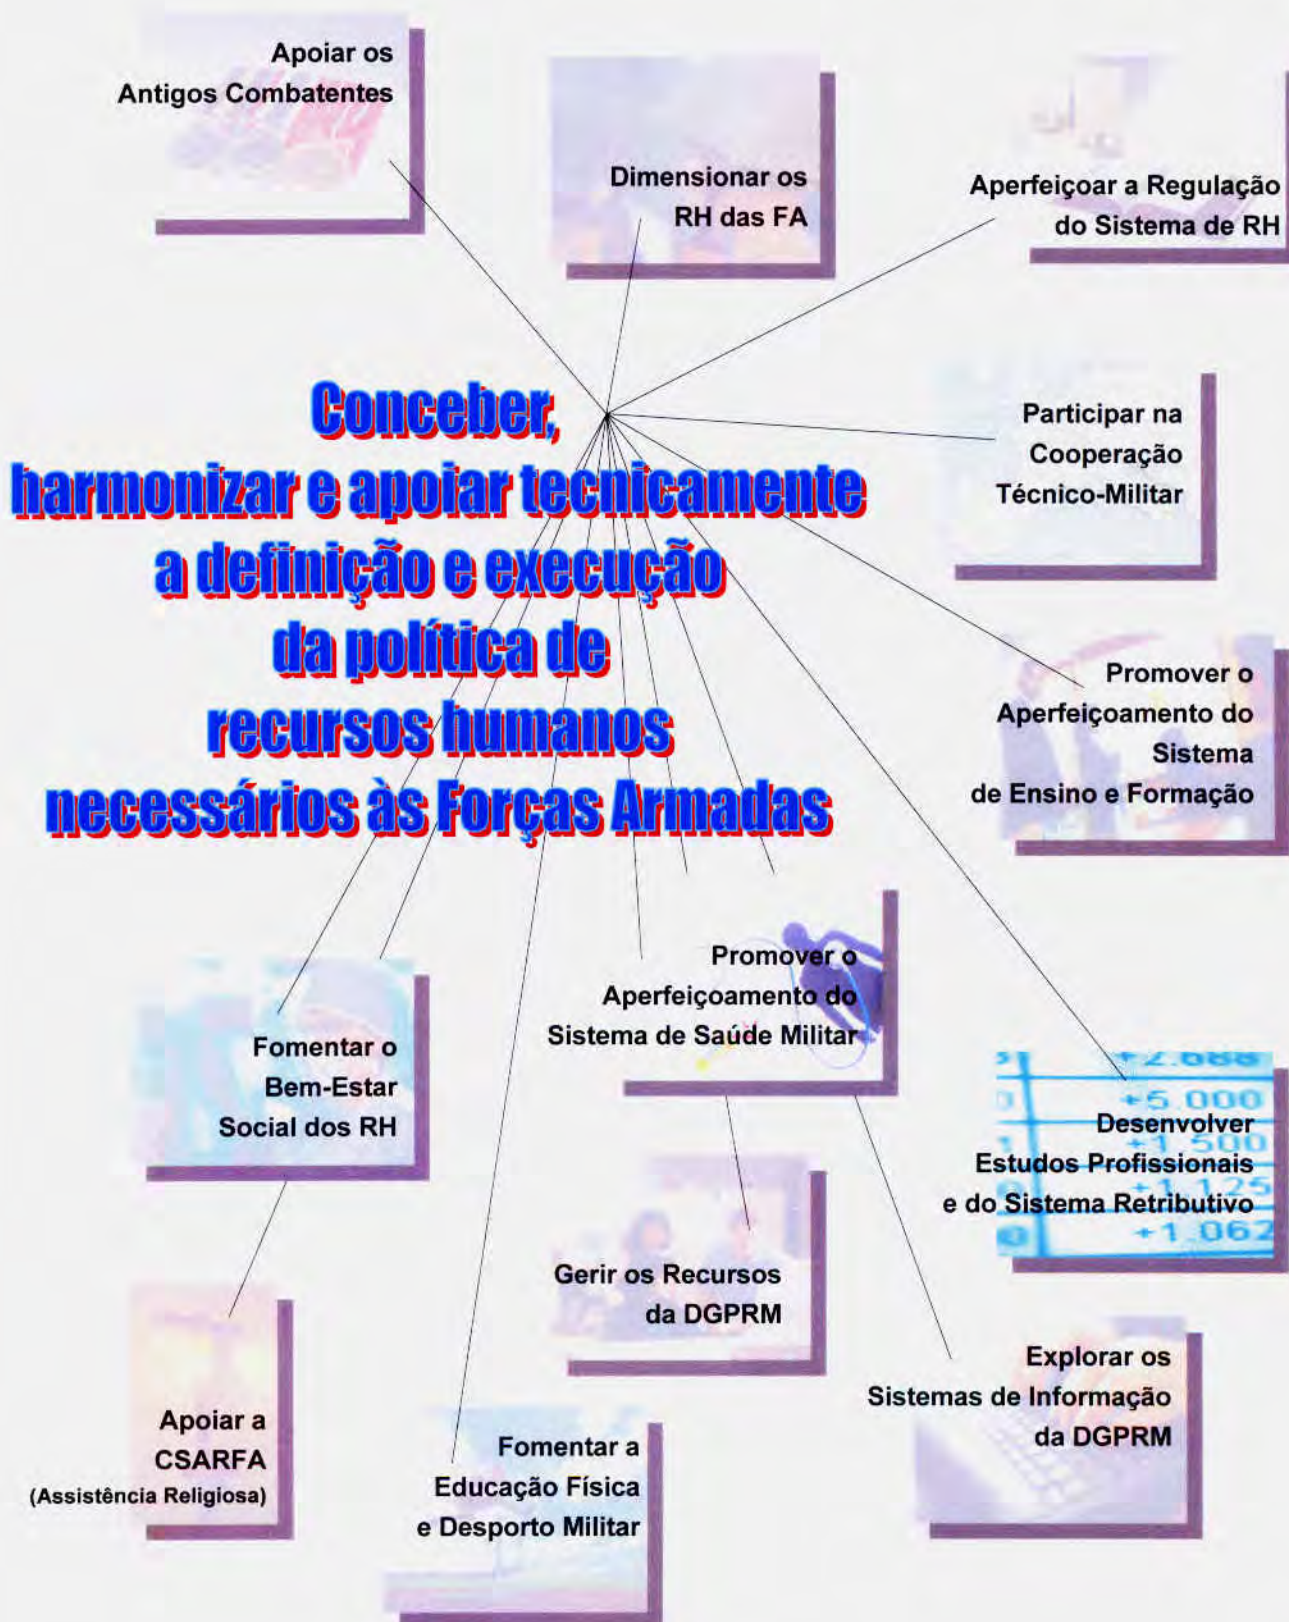 Apoiar os
Antigos Combatentes
Dimensionar os
RH das FA
Aperfeiçoar a Regulação
do Sistema de RH
Conceber,
harmonizar e apoiar tecnicamente
a definição e execução
da política de
recursos humanos
necessários às Forças Armadas
Participar na
Cooperação
Técnico-Militar
Promover o
Aperfeiçoamento do
Sistema
de Ensino e Formação
Promover o
Aperfeiçoamento do
Sistema de Saúde Militar
Fomentar o
Bem-Estar
Social dos RH
+2.688
+5.000
+1.500
+1.125
+1.062
Desenvolver
Estudos Profissionais
e do Sistema Retributivo
Gerir os Recursos
da DGPRM
Explorar os
Sistemas de Informação
da DGPRM
Apoiar a
CSARFA
(Assistência Religiosa)
Fomentar a
Educação Física
e Desporto Militar